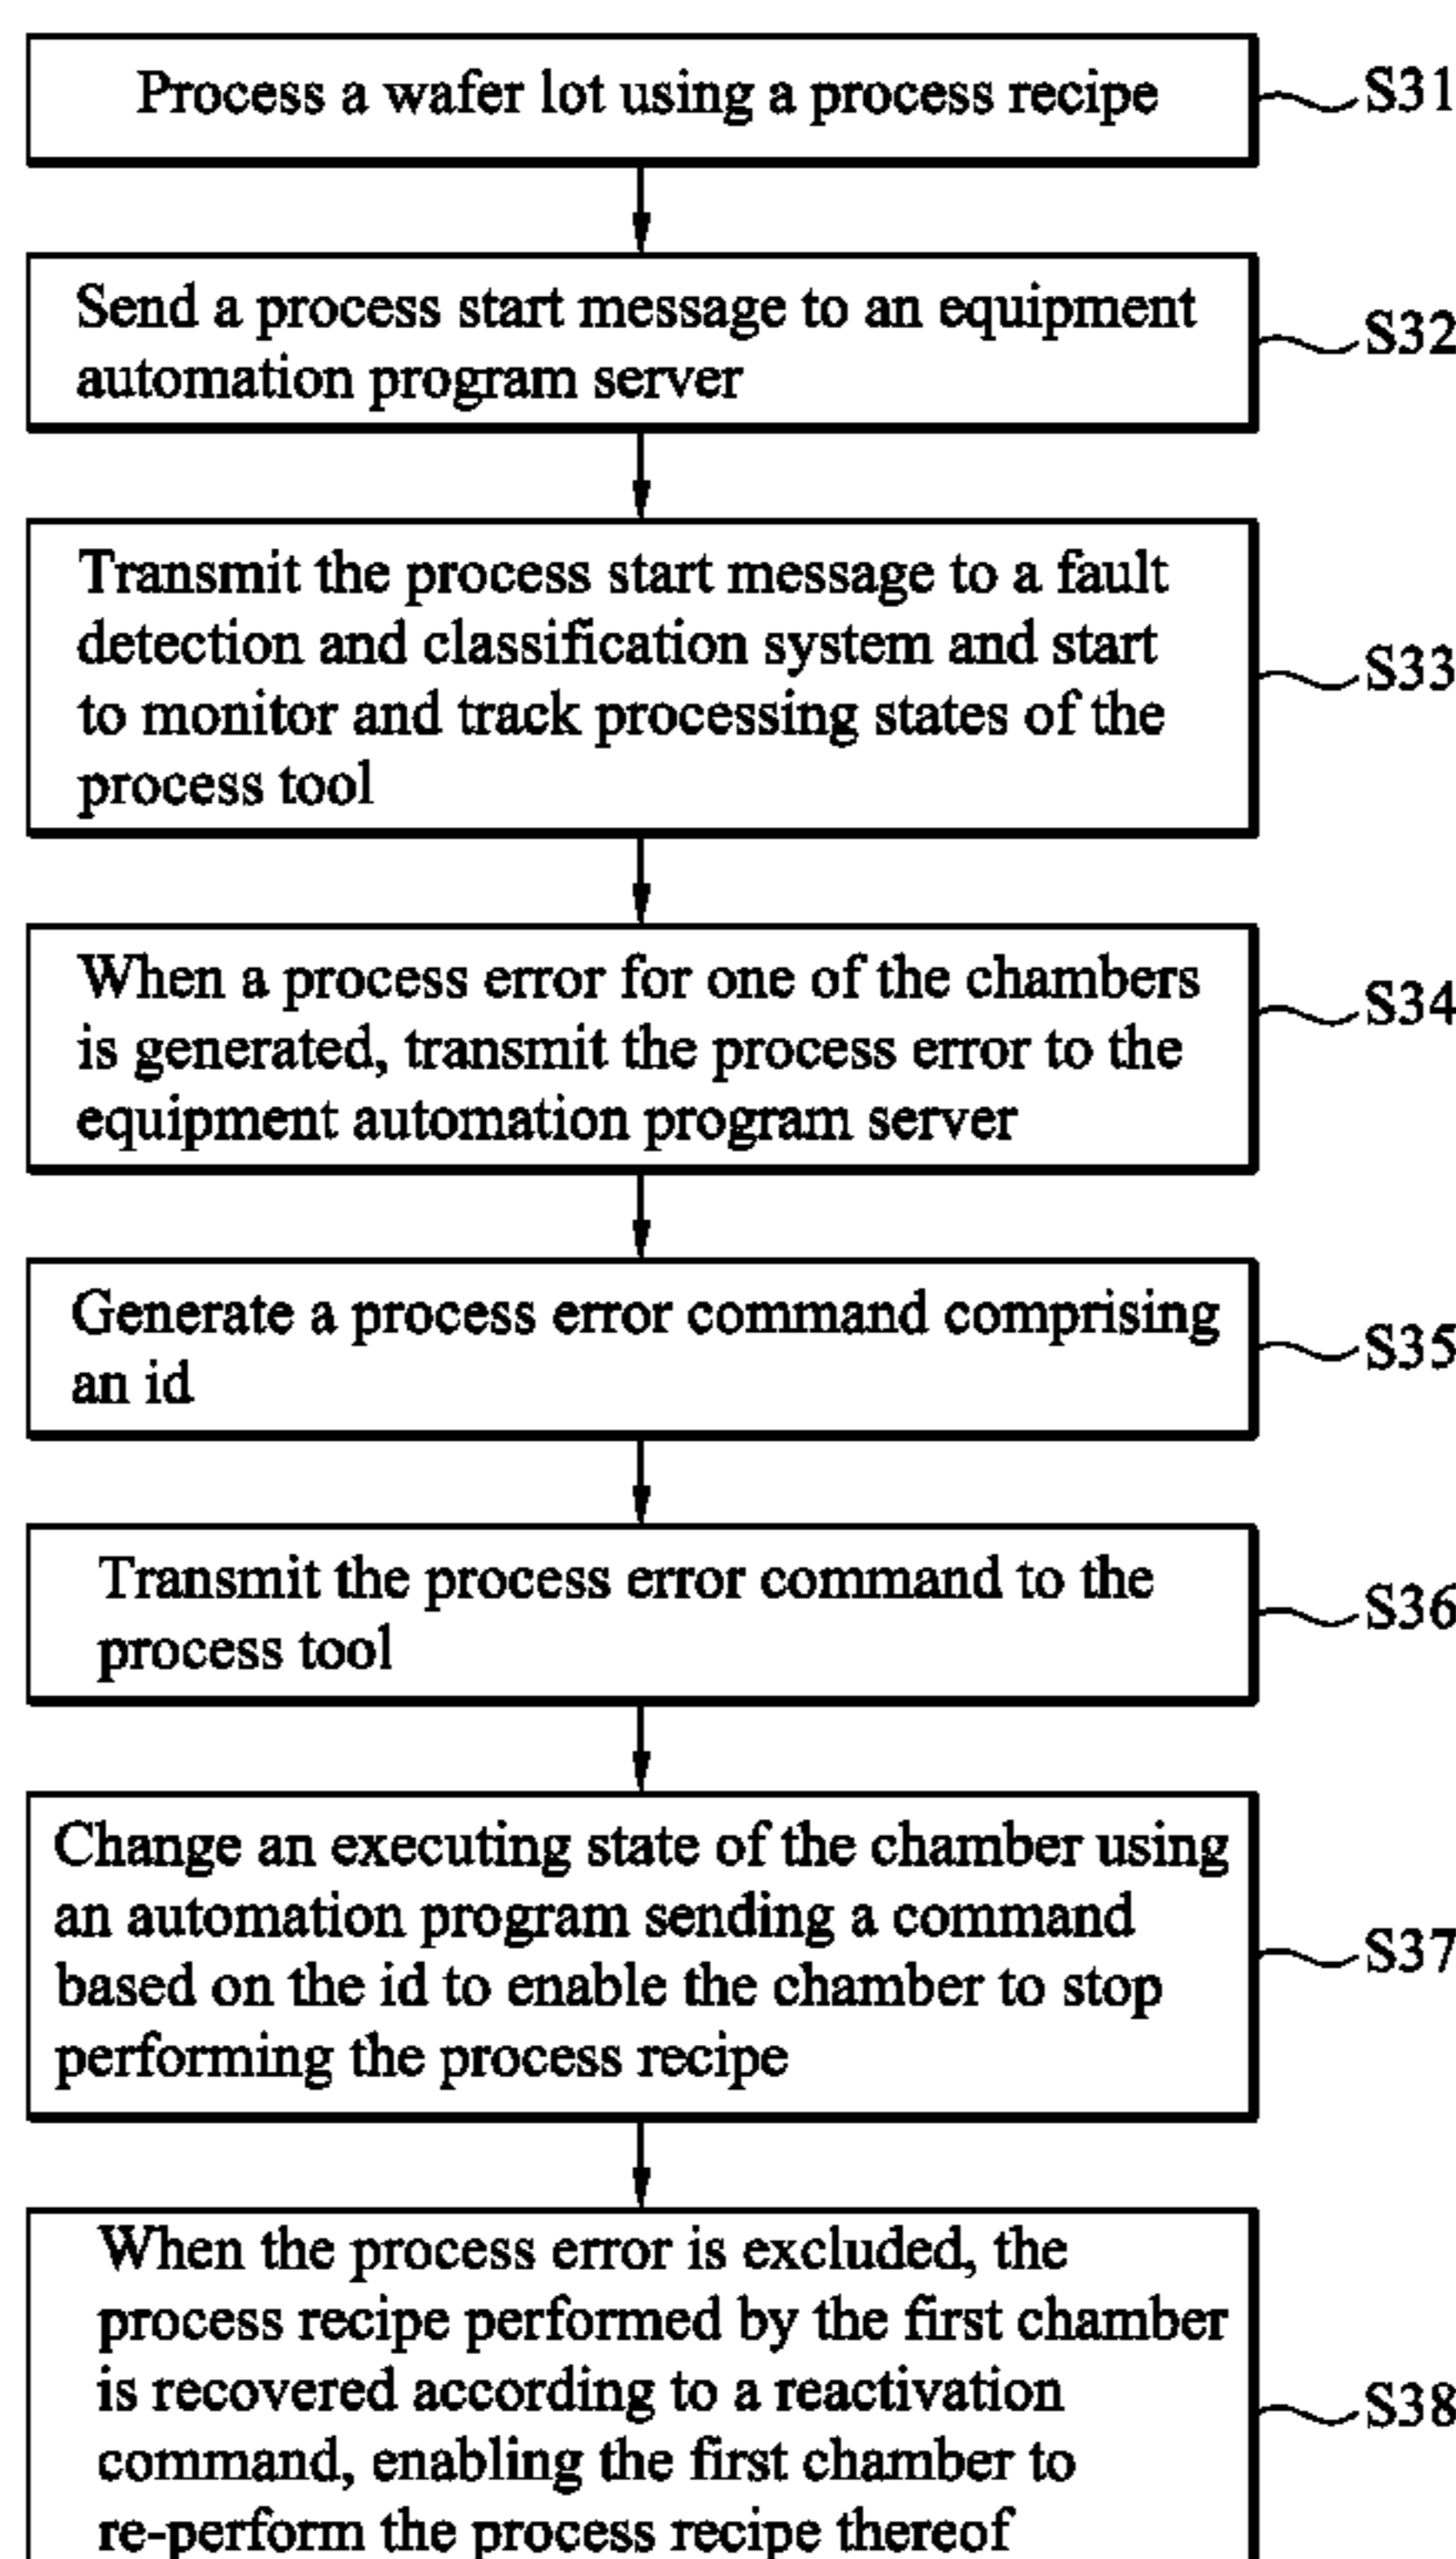 Process a wafer lot using a process recipe
S31
Send a process start message to an equipment
automation program server
S32
Transmit the process start message to a fault
detection and classification system and start
to monitor and track processing states of the
process tool
S33
When a process error for one of the chambers
is generated, transmit the process error to the
equipment automation program server
S34
Generate a process error command comprising
an id
S35
Transmit the process error command to the
process tool
S36
Change an executing state of the chamber using
an automation program sending a command
based on the id to enable the chamber to stop
performing the process recipe
S37
When the process error is excluded, the
process recipe performed by the first chamber
is recovered according to a reactivation
command, enabling the first chamber to
re-perform the process recipe thereof
S38